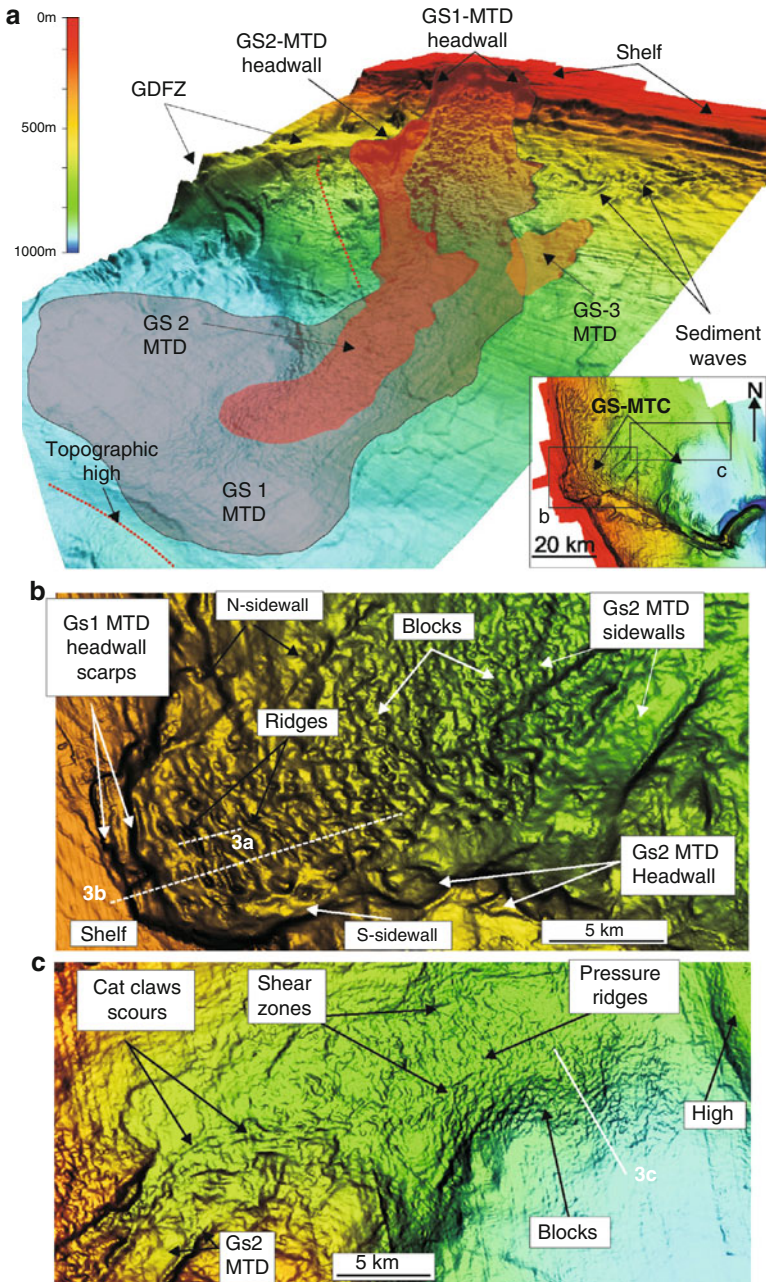 a
0m
500m
1000m
GDFZ
GS2-MTD
headwall
GS1-MTD
headwall
Shelf
GS 2
MTD
GS-3
MTD
Sediment
waves
Topographic
high
GS 1
MTD
GS-MTC
N
b
c
20 km
b
Gs1 MTD
headwall
scarps
N-sidewall
Blocks
Gs2 MTD
sidewalls
Ridges
3a
3b
Gs2 MTD
Headwall
Shelf
S-sidewall
5 km
c
Cat claws
scours
Shear
zones
Pressure
ridges
High
3c
Blocks
Gs2
MTD
5 km